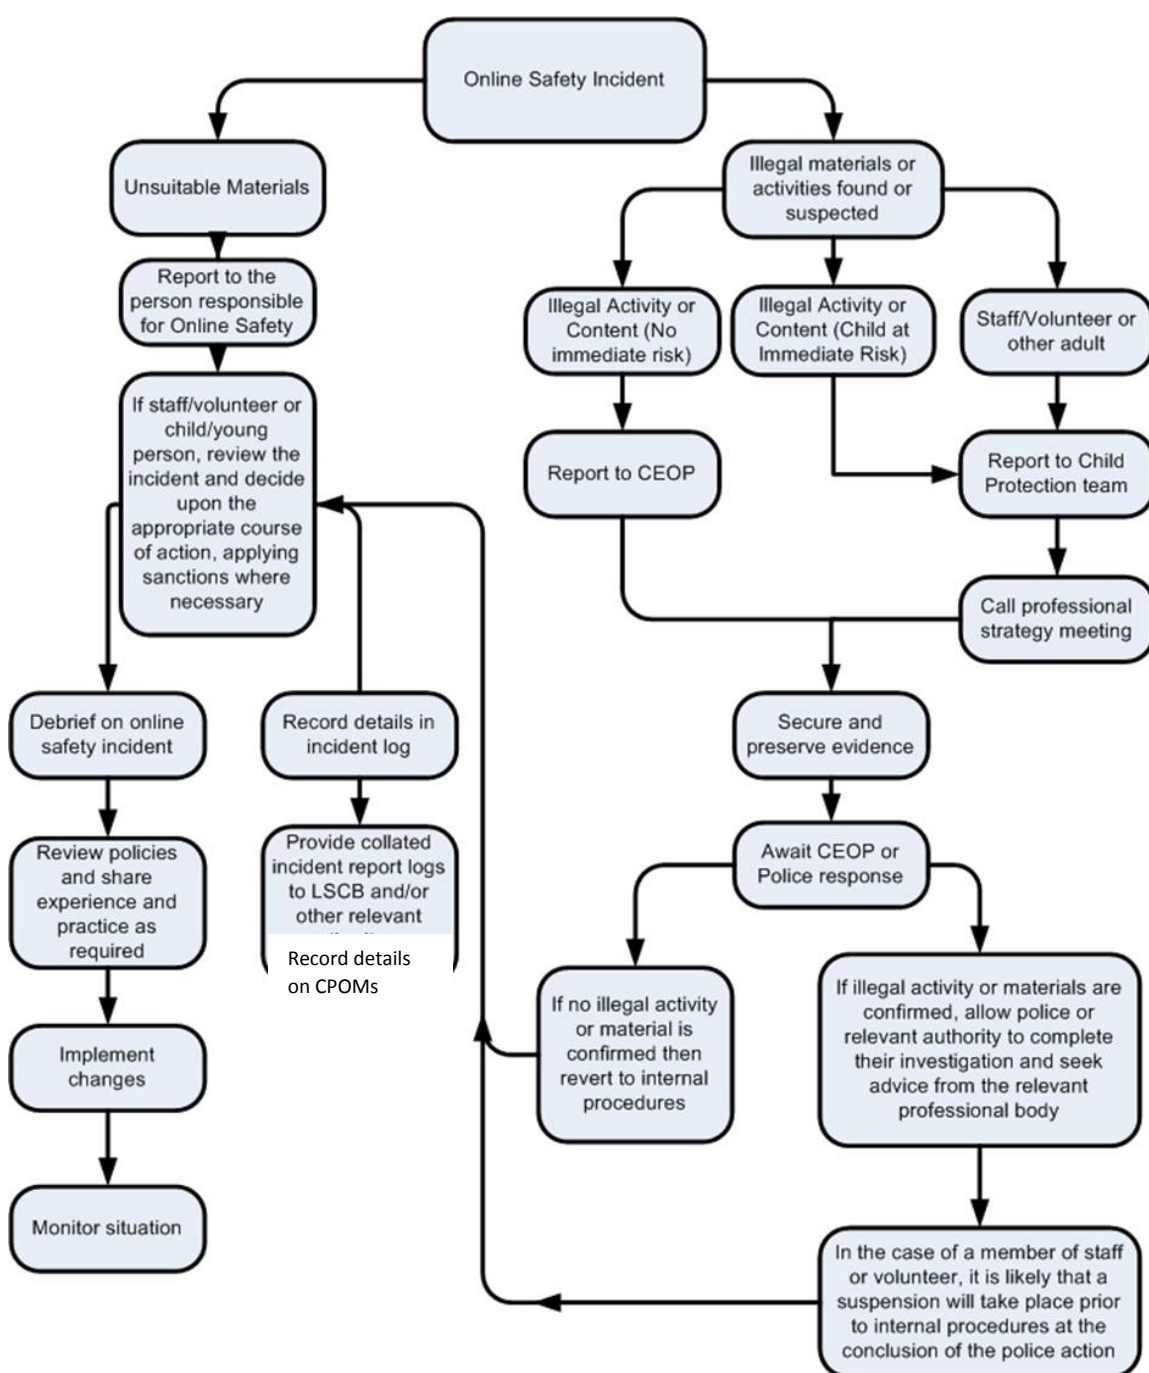 Online Safety Incident
Unsuitable Materials
Illegal materials or
activities found or
suspected
Report to the
person responsible
for Online Safety
Illegal Activity or
Content (No
immediate risk)
Illegal Activity or
Content (Child at
Immediate Risk)
Staff/Volunteer or
other adult
If staff/volunteer or
child/young
person, review the
incident and decide
upon the
appropriate course
of action, applying
sanctions where
necessary
Report to CEOP
Report to Child
Protection team
Call professional
strategy meeting
Debrief on online
safety incident
Record details in
incident log
Secure and
preserve evidence
Review policies
and share
experience and
practice as
required
Provide collated
incident report logs
to LSCB and/or
other relevant
Record details
on CPOMs
Await CEOP or
Police response
If no illegal activity
or material is
confirmed then
revert to internal
procedures
If illegal activity or materials are
confirmed, allow police or
relevant authority to complete
their investigation and seek
advice from the relevant
professional body
Implement
changes
Monitor situation
In the case of a member of staff
or volunteer, it is likely that a
suspension will take place prior
to internal procedures at the
conclusion of the police action